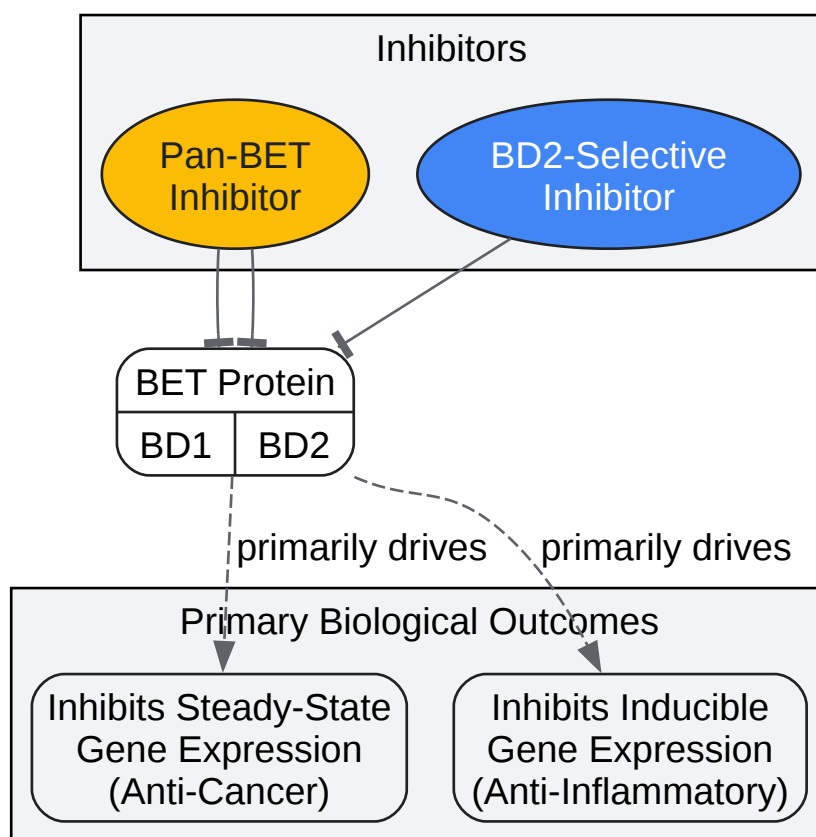 Inhibitors
Pan-BET
Inhibitor
BD2-Selective
Inhibitor
BET Protein
BD1
BD2
primarily drives
primarily drives
Primary Biological Outcomes
Inhibits Steady-State
Gene Expression
(Anti-Cancer)
Inhibits Inducible
Gene Expression
(Anti-Inflammatory)